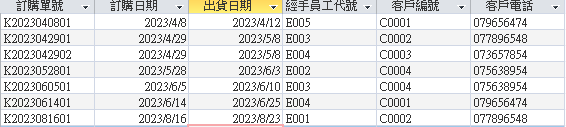 訂購單號 訂購日期 出貨日期 經手員工代號 客戶編號 客戶電話
K2023040801 2023/4/8 2023/4/12 E005 C0001 079656474
K2023042901 2023/4/29 2023/5/8 E003 C0002 077896548
K2023042902 2023/4/29 2023/5/8 E004 C0003 073657854
K2023052801 2023/5/28 2023/6/3 E002 C0004 075638954
K2023060501 2023/6/5 2023/6/10 E003 C0004 075638954
K2023061401 2023/6/14 2023/6/25 E004 C0001 079656474
K2023081601 2023/8/16 2023/8/23 E001 C0002 077896548